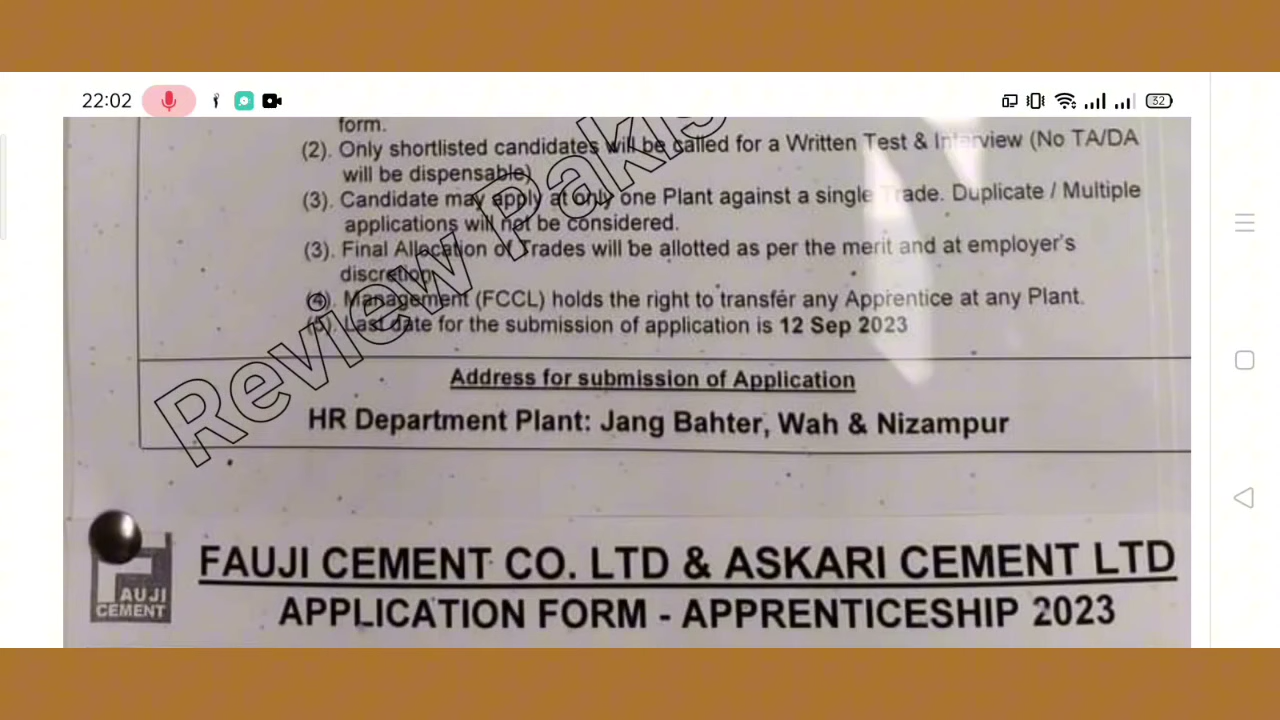 22:02
32
form.
(2). Only shortlisted candidates will be called for a Written Test & Interview (No TA/DA
will be dispensable)
(3). Candidate may apply at only one Plant against a single Trade. Duplicate / Multiple
applications will not be considered.
(3). Final Allocation of Trades will be allotted as per the merit and at employer's
discretion
(4). Management (FCCL) holds the right to transfer any Apprentice at any Plant.
(5). Last date for the submission of application is 12 Sep 2023
Review Pakis
Address for submission of Application
HR Department Plant: Jang Bahter, Wah & Nizampur
FAUJI CEMENT CO. LTD & ASKARI CEMENT LTD
AUJI
CEMENT
APPLICATION FORM - APPRENTICESHIP 2023